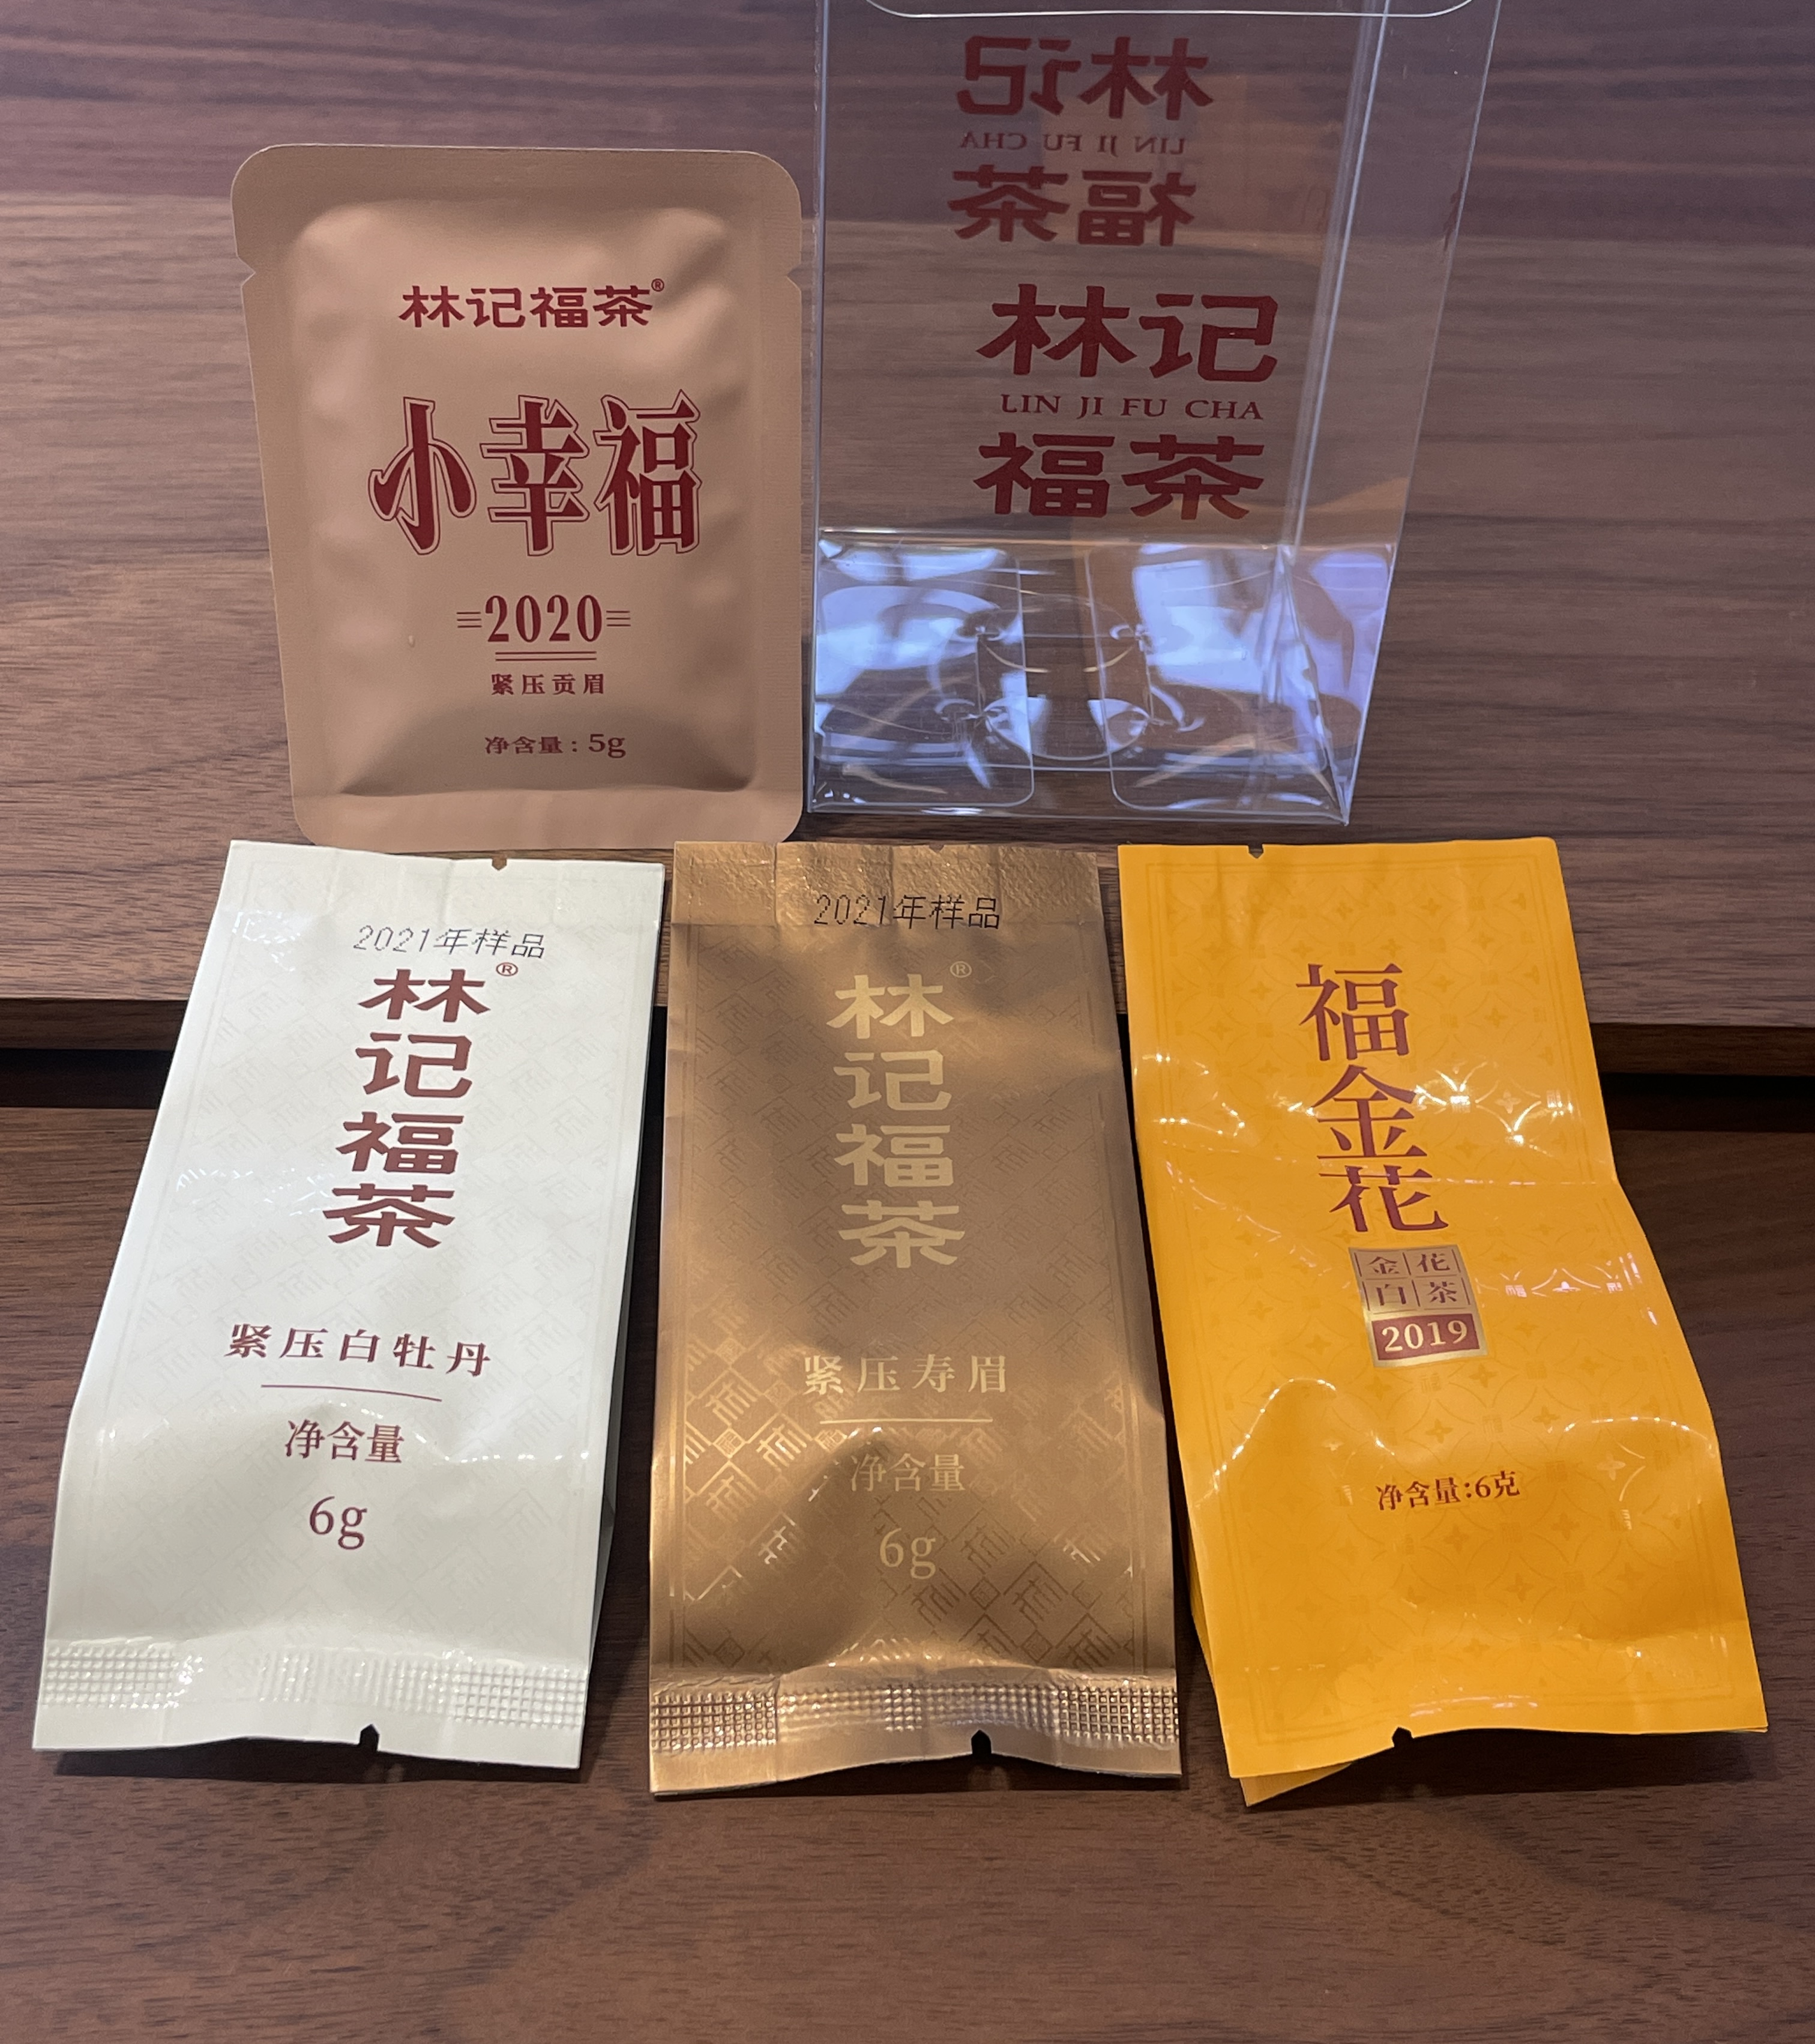 林记
LIN JI FU CHA
福茶
林记福茶®
小幸福
2020
紧压贡眉
净含量：5g
林记
LIN JI FU CHA
福茶
2021年样品
林记福茶®
紧压白牡丹
净含量
6g
2021年样品
林记福茶®
紧压寿眉
净含量
6g
福金花
金花
白茶
2019
净含量:6克